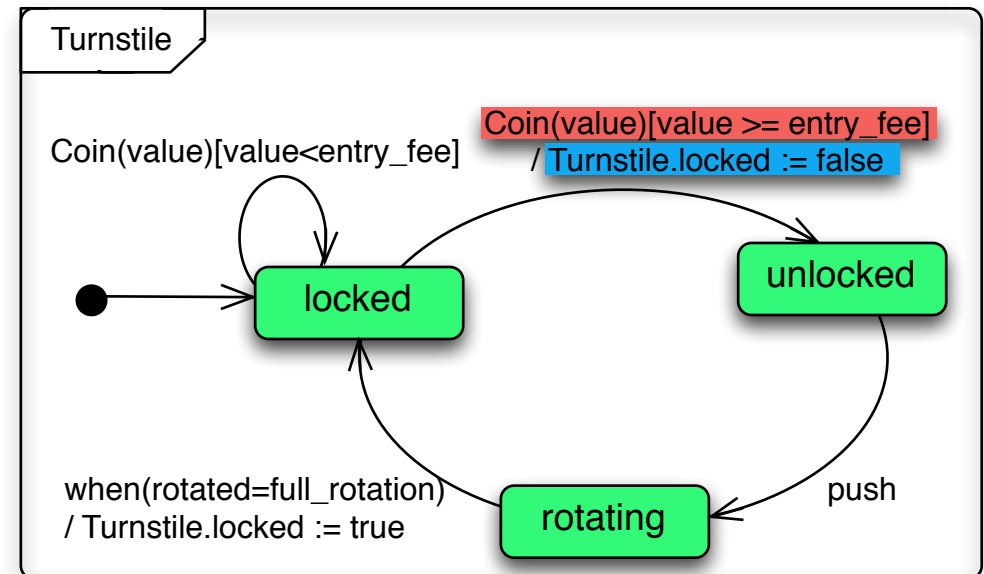 Turnstile
Coin(value)[value >= entry_fee]
/ Turnstile.locked := false
Coin(value)[value<entry_fee]
unlocked
locked
when(rotated=full_rotation)
/ Turnstile.locked := true
push
rotating